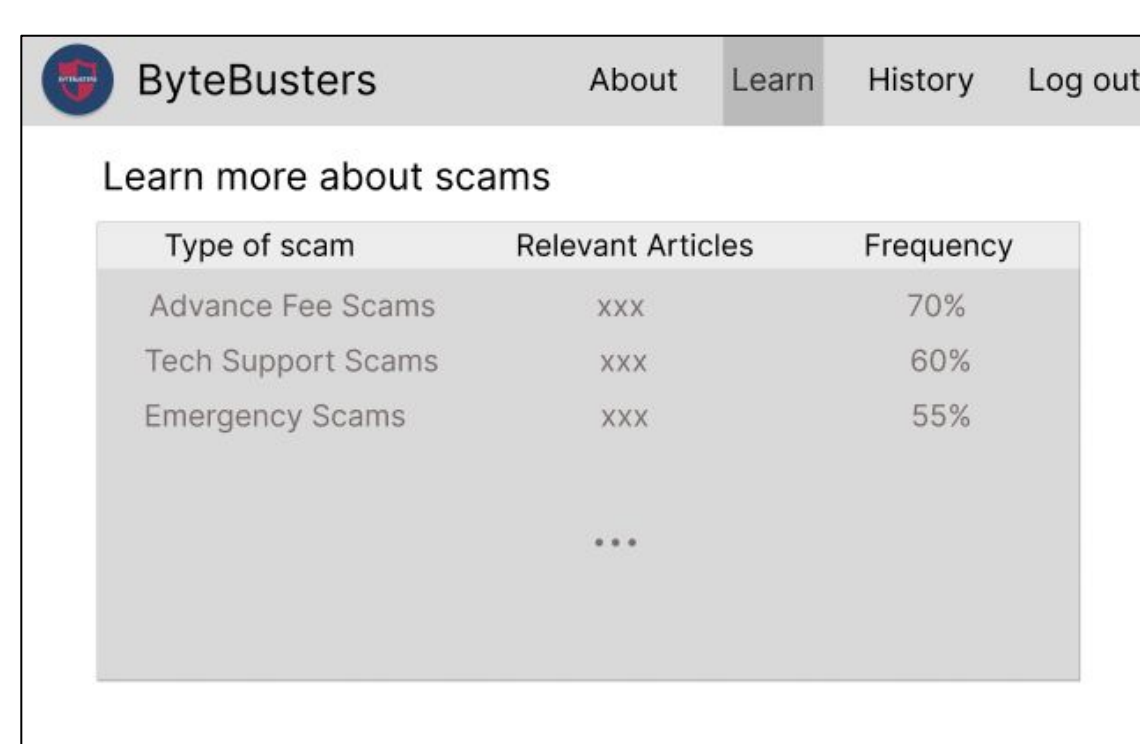 BYTEBUSTERS
ByteBusters About Learn History Log out
Learn more about scams
Type of scam Relevant Articles Frequency
Advance Fee Scams xxx 70%
Tech Support Scams xxx 60%
Emergency Scams xxx 55%
...